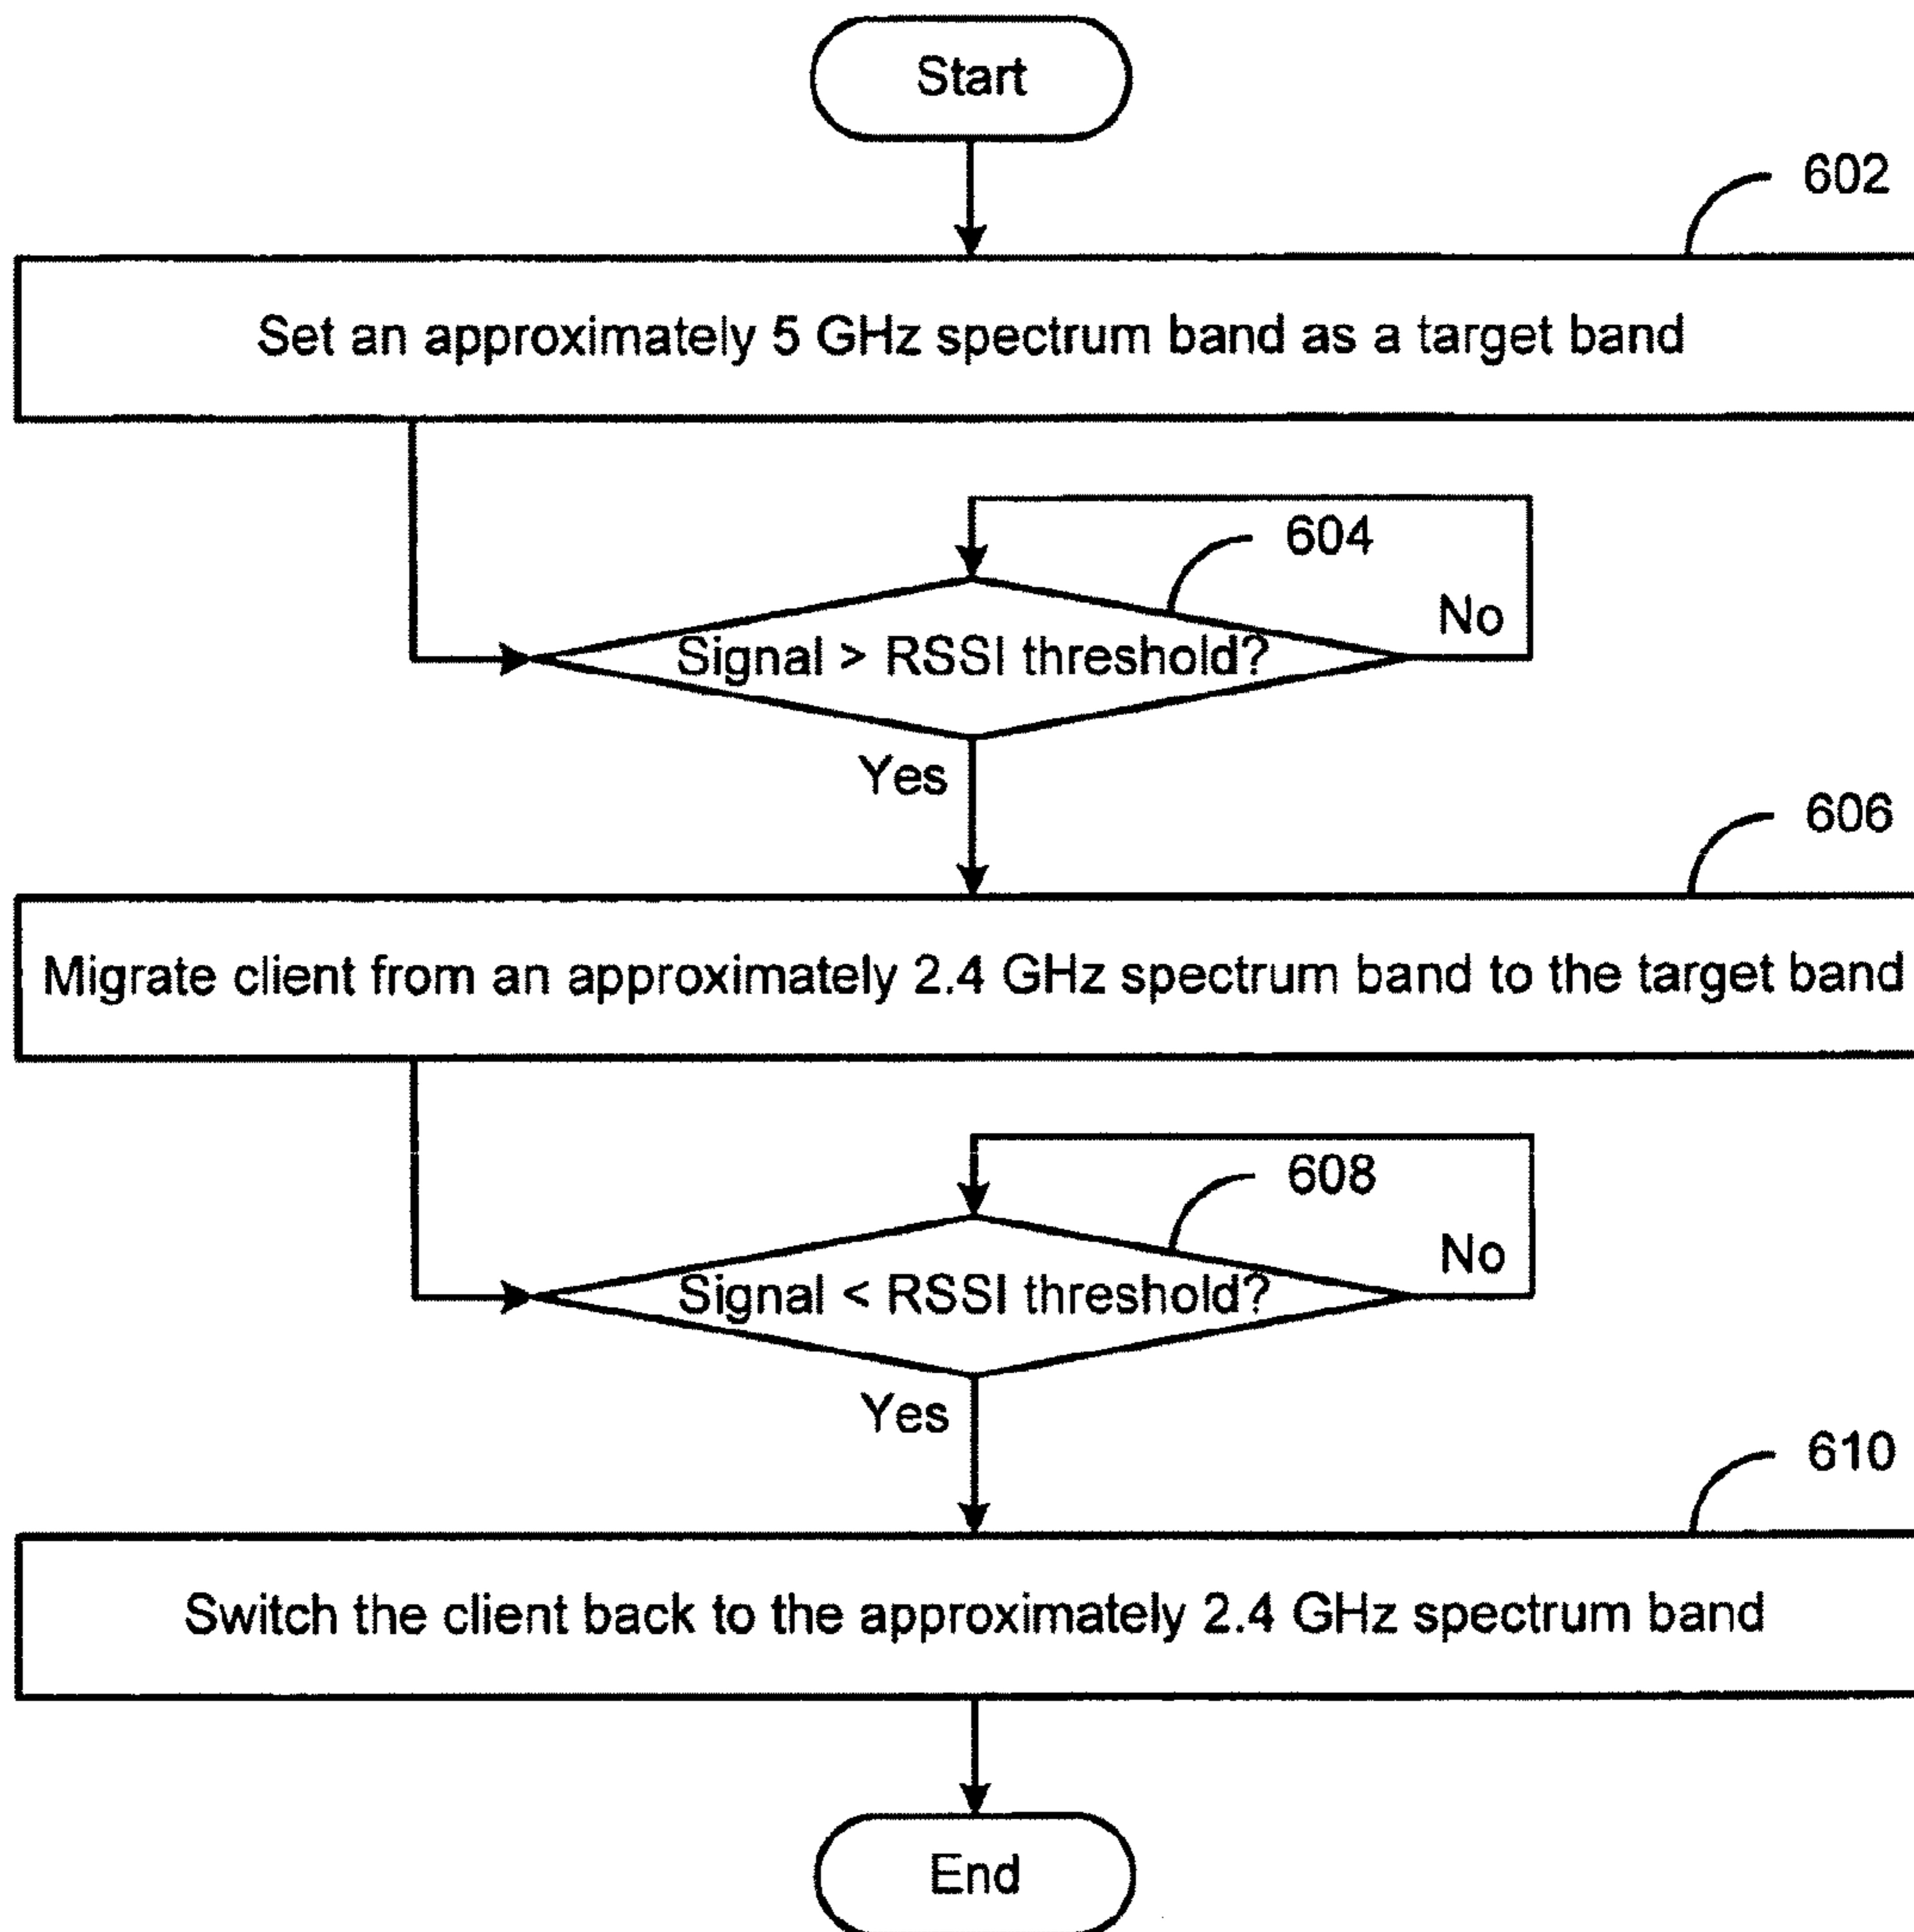 Start
602
Set an approximately 5 GHz spectrum band as a target band
604
No
Signal > RSSI threshold?
Yes
606
Migrate client from an approximately 2.4 GHz spectrum band to the target band
608
No
Signal < RSSI threshold?
Yes
610
Switch the client back to the approximately 2.4 GHz spectrum band
End